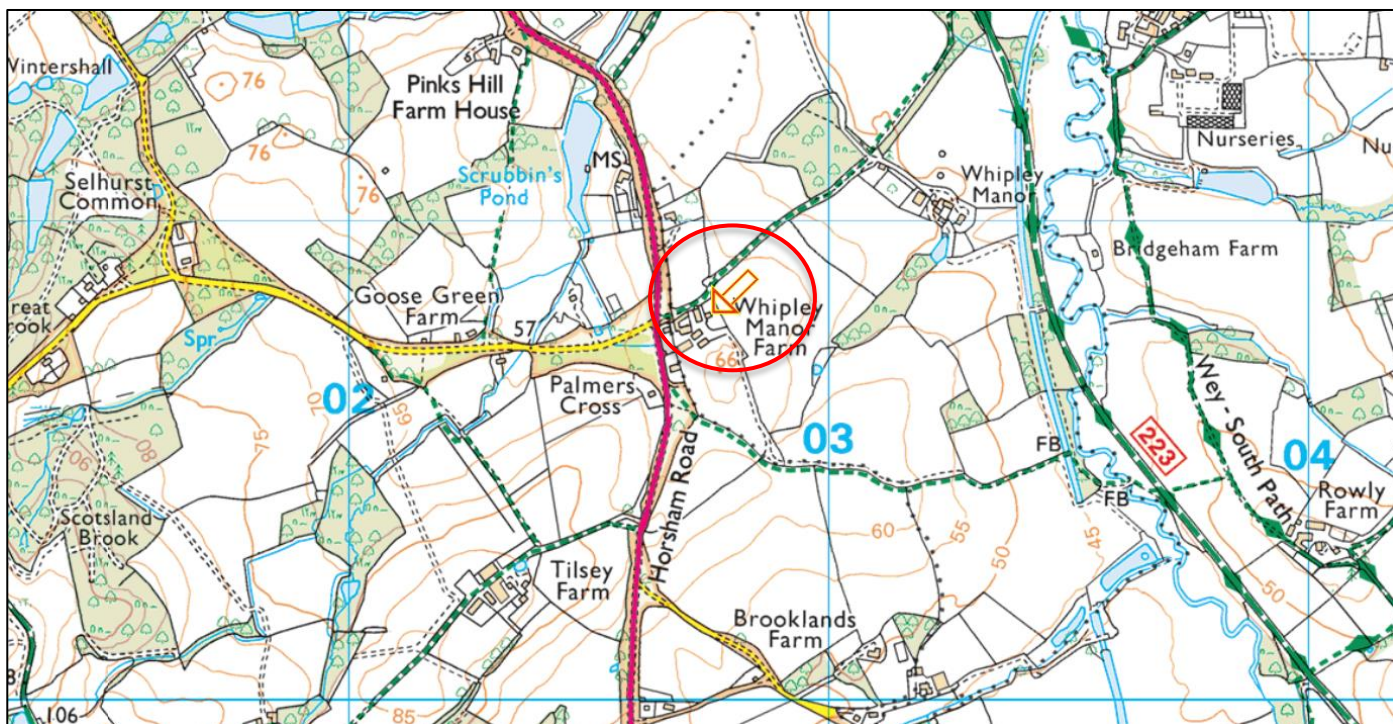 Wintershall
76
Pinks Hill
Farm House
76
MS
Nurseries
Selhurst
Common
76
Scrubbin's
Pond
Whipley
Manor
Bridgeham Farm
Goose Green
Farm
57
Whipley
Manor
Farm
66
Spr
Palmers
Cross
02
03
04
70
65
75
80
90
FB
FB
223
Wey - South Path
Rowly
Farm
Scotsland
Brook
Horsham Road
Tilsey
Farm
60
55
50
45
50
Brooklands
Farm
106
85